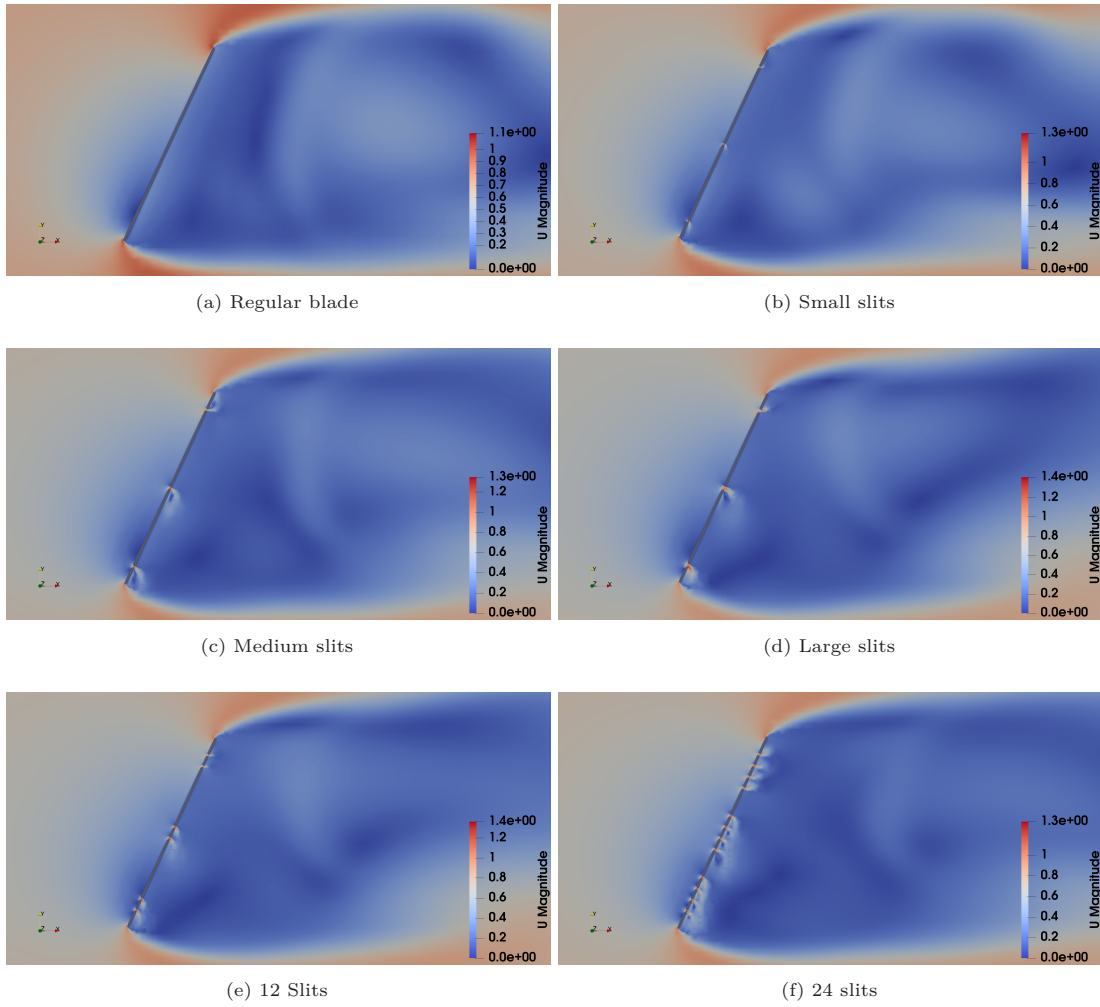 1.1e+00
1
0.9
0.8
0.7
0.6
0.5
0.4
0.3
0.2
0.0e+00
U Magnitude
Y
Z X
(a) Regular blade
1.3e+00
1
0.8
0.6
0.4
0.0e+00
U Magnitude
Y
Z X
(b) Small slits
1.3e+00
1.2
1
0.8
0.6
0.4
0.2
0.0e+00
U Magnitude
Y
Z X
(c) Medium slits
1.4e+00
1.2
1
0.8
0.6
0.4
0.2
0.0e+00
U Magnitude
Y
Z X
(d) Large slits
1.4e+00
1.2
1
0.8
0.6
0.4
0.2
0.0e+00
U Magnitude
Y
Z X
(e) 12 Slits
1.3e+00
1
0.8
0.6
0.4
0.2
0.0e+00
U Magnitude
Y
Z X
(f) 24 slits